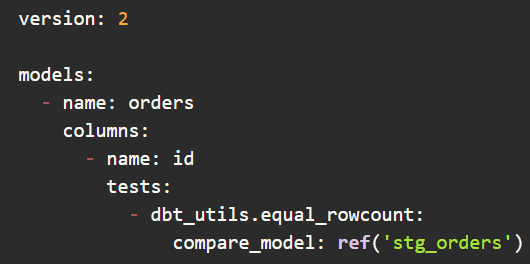 version: 2
models:
- name: orders
columns:
- name: id
tests:
- dbt_utils.equal_rowcount:
compare_model: ref('stg_orders')